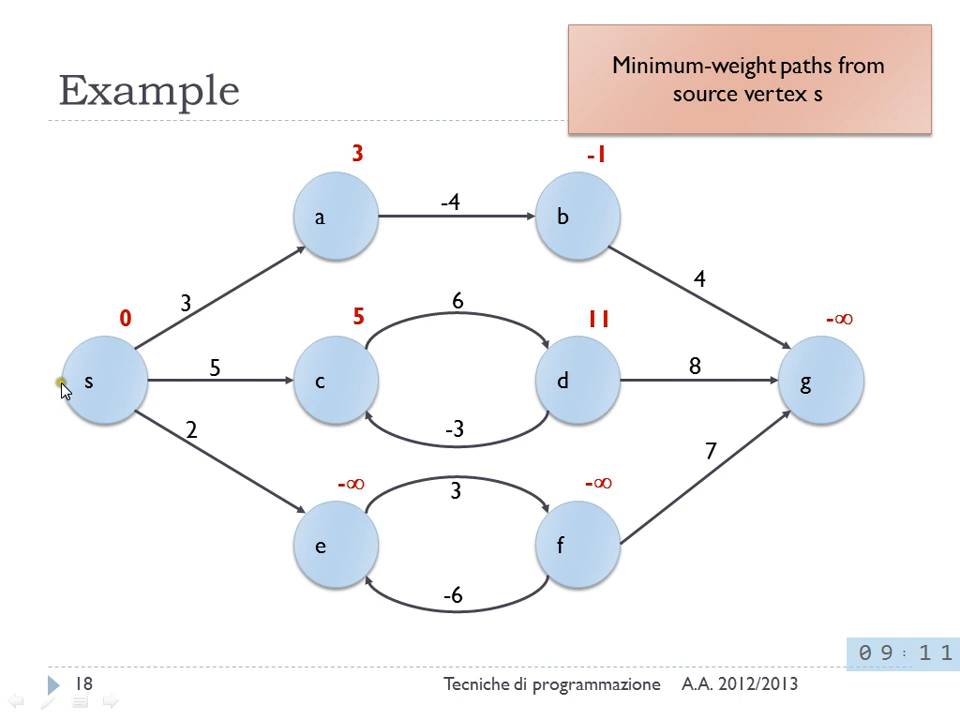 Minimum-weight paths from
source vertex s
Example
3
-1
a
-4
b
3
4
0
5
6
11
-∞
s
5
c
d
8
g
2
-3
7
-∞
3
-∞
e
f
-6
09:11
18
Tecniche di programmazione
A.A. 2012/2013